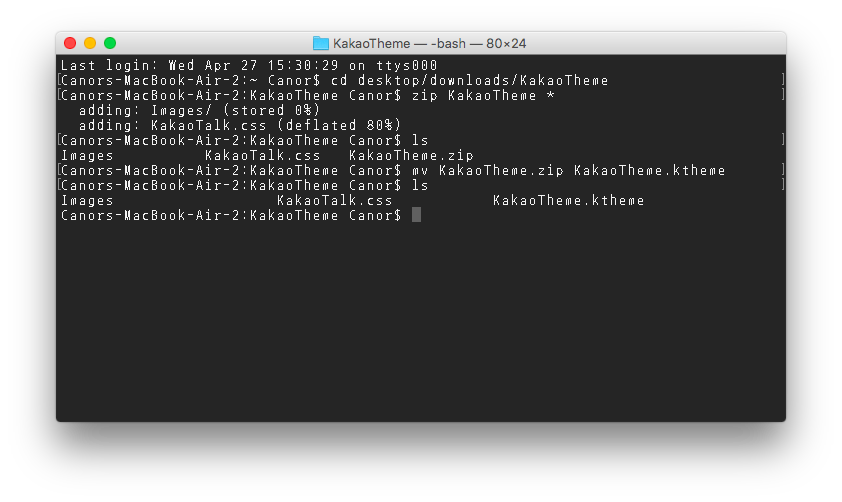 KakaoTheme — -bash — 80×24
Last login: Wed Apr 27 15:30:29 on ttys000
[Canors-MacBook-Air-2:~ Canor$ cd desktop/downloads/KakaoTheme ]
[Canors-MacBook-Air-2:KakaoTheme Canor$ zip KakaoTheme * ]
  adding: Images/ (stored 0%)
  adding: KakaoTalk.css (deflated 80%)
[Canors-MacBook-Air-2:KakaoTheme Canor$ ls ]
Images KakaoTalk.css KakaoTheme.zip
[Canors-MacBook-Air-2:KakaoTheme Canor$ mv KakaoTheme.zip KakaoTheme.ktheme ]
[Canors-MacBook-Air-2:KakaoTheme Canor$ ls ]
Images KakaoTalk.css KakaoTheme.ktheme
Canors-MacBook-Air-2:KakaoTheme Canor$